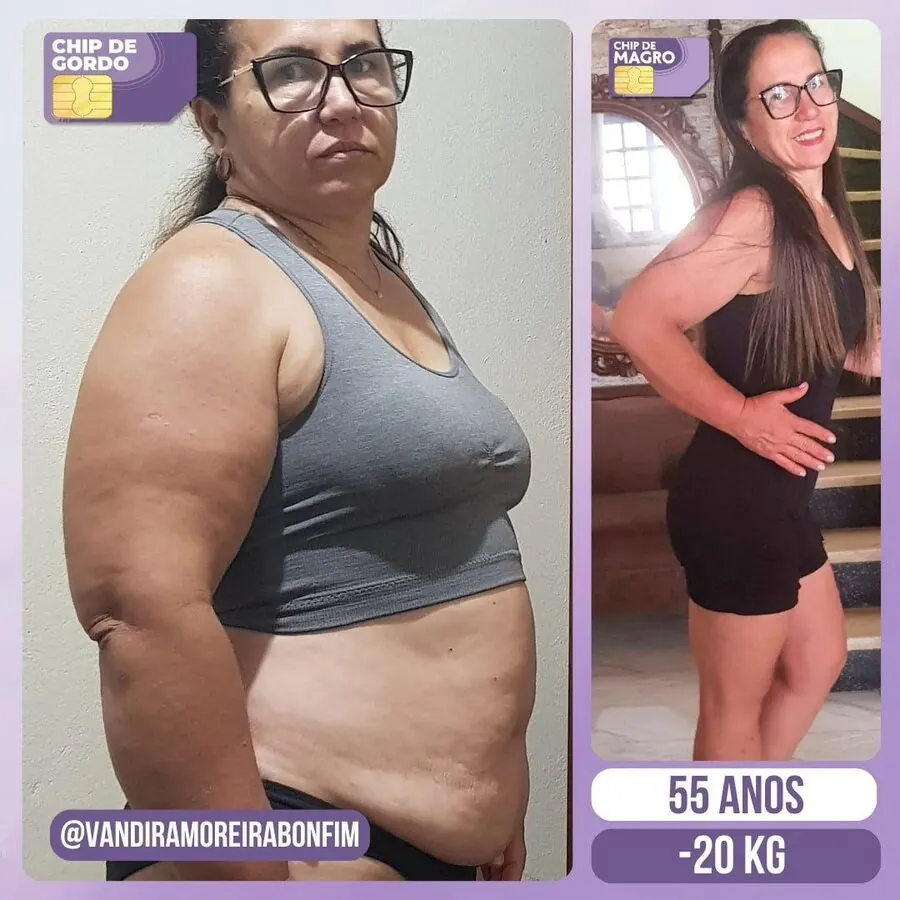 CHIP DE
GORDO
CHIP DE
MAGRO
@VANDIRAMOREIRABONFIM
55 ANOS
-20 KG